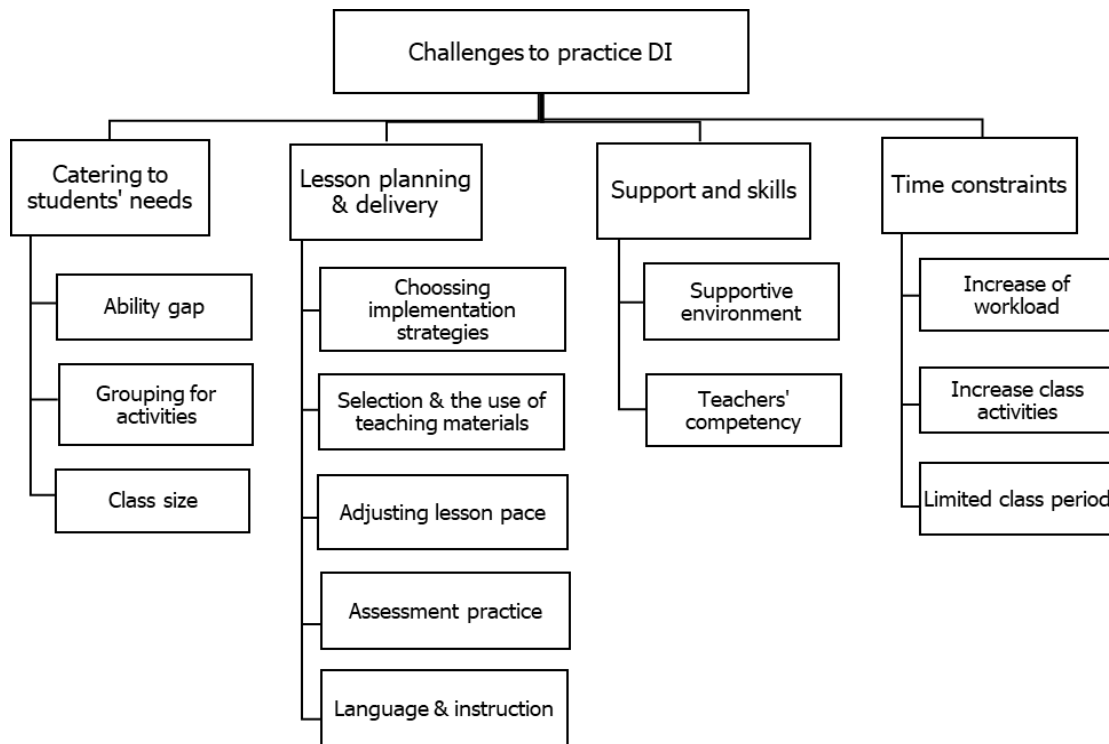 Challenges to practice DI
Catering to
students' needs
Ability gap
Grouping for
activities
Class size
Lesson planning
& delivery
Choossing
implementation
strategies
Selection & the use of
teaching materials
Adjusting lesson pace
Assessment practice
Language & instruction
Support and skills
Supportive
environment
Teachers'
competency
Time constraints
Increase of
workload
Increase class
activities
Limited class period